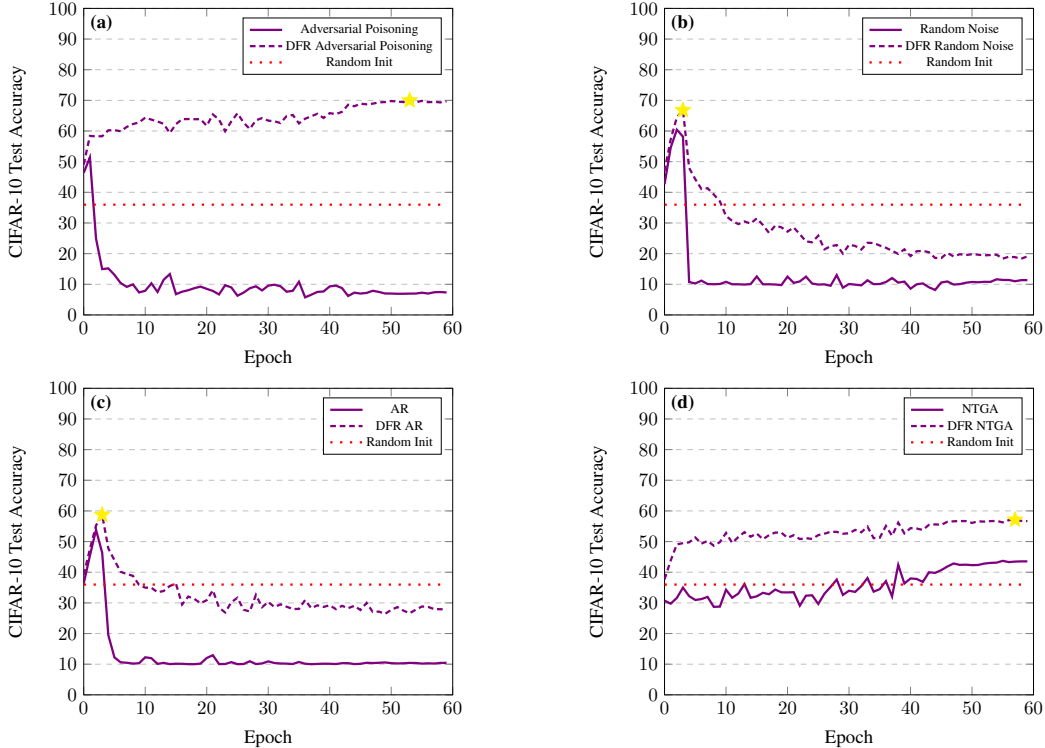 (a)
Adversarial Poisoning
DFR Adversarial Poisoning
Random Init
CIFAR-10 Test Accuracy
100
90
80
70
60
50
40
30
20
10
0
0 10 20 30 40 50 60
Epoch
(b)
Random Noise
DFR Random Noise
Random Init
CIFAR-10 Test Accuracy
100
90
80
70
60
50
40
30
20
10
0
0 10 20 30 40 50 60
Epoch
(c)
AR
DFR AR
Random Init
CIFAR-10 Test Accuracy
100
90
80
70
60
50
40
30
20
10
0
0 10 20 30 40 50 60
Epoch
(d)
NTGA
DFR NTGA
Random Init
CIFAR-10 Test Accuracy
100
90
80
70
60
50
40
30
20
10
0
0 10 20 30 40 50 60
Epoch